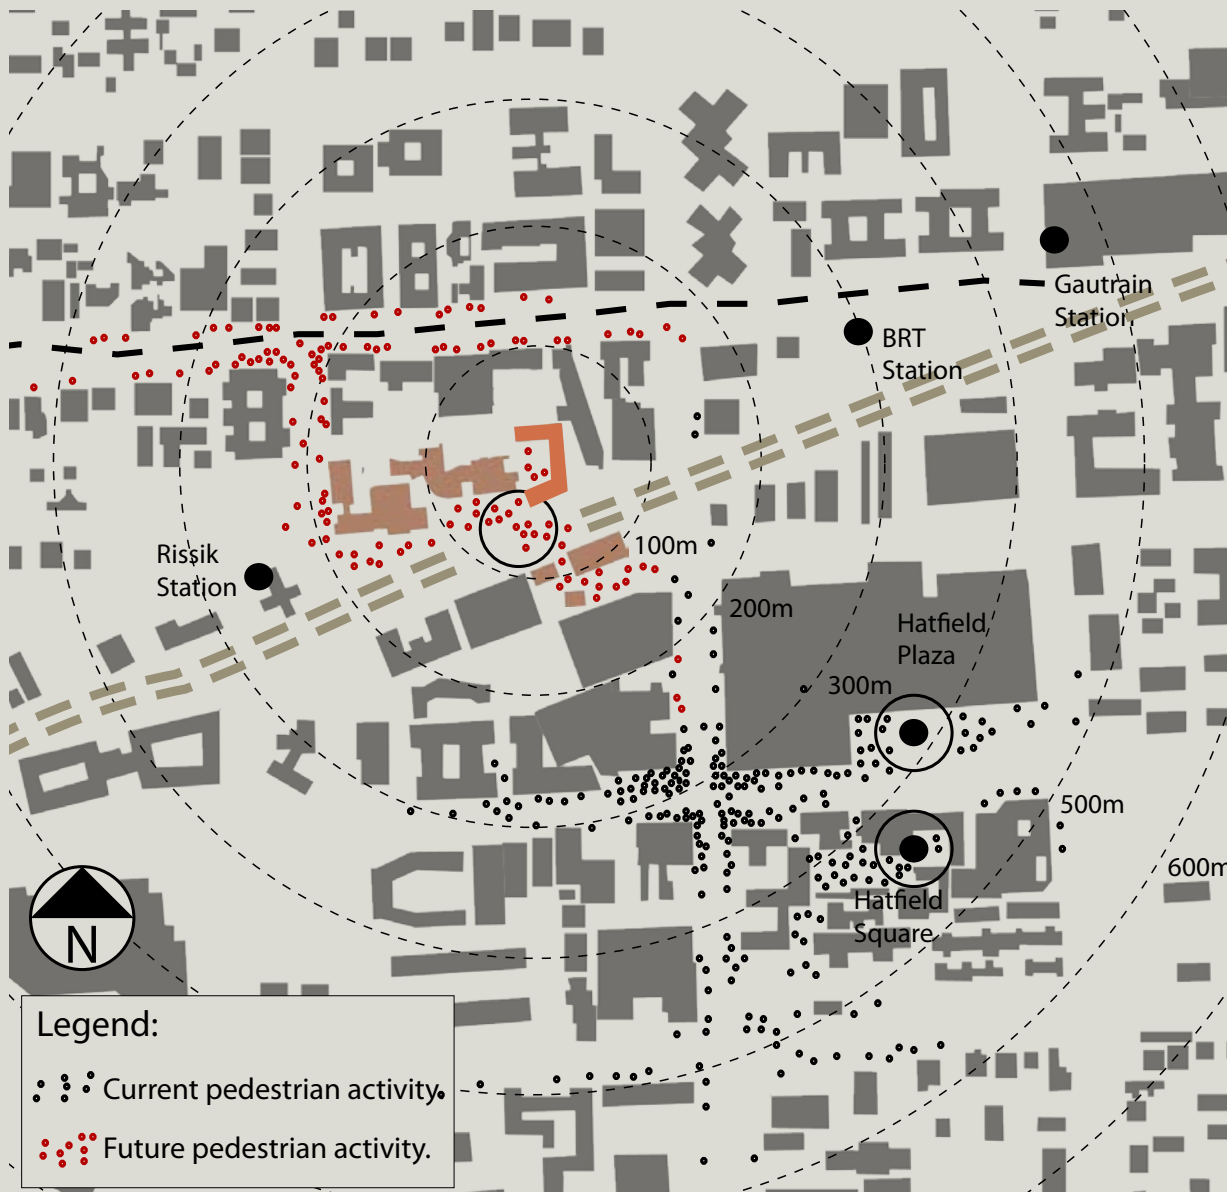 Gautrain
Station
BRT
Station
100m
Rissik
Station
200m
Hatfield
Plaza
300m
500m
600m
Hatfield
Square
N
Legend:
Current pedestrian activity.
Future pedestrian activity.